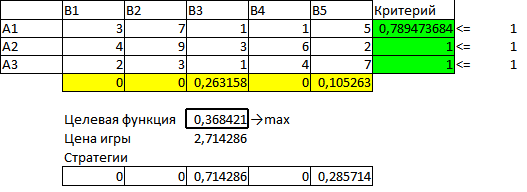 B1 B2 B3 B4 B5 Критерий
A1 3 7 1 1 5 0,789473684 <= 1
A2 4 9 3 6 2 1 <= 1
A3 2 3 1 4 7 1 <= 1
0 0 0,263158 0 0,105263
Целевая функция 0,368421 →max
Цена игры 2,714286
Стратегии
0 0 0,714286 0 0,285714